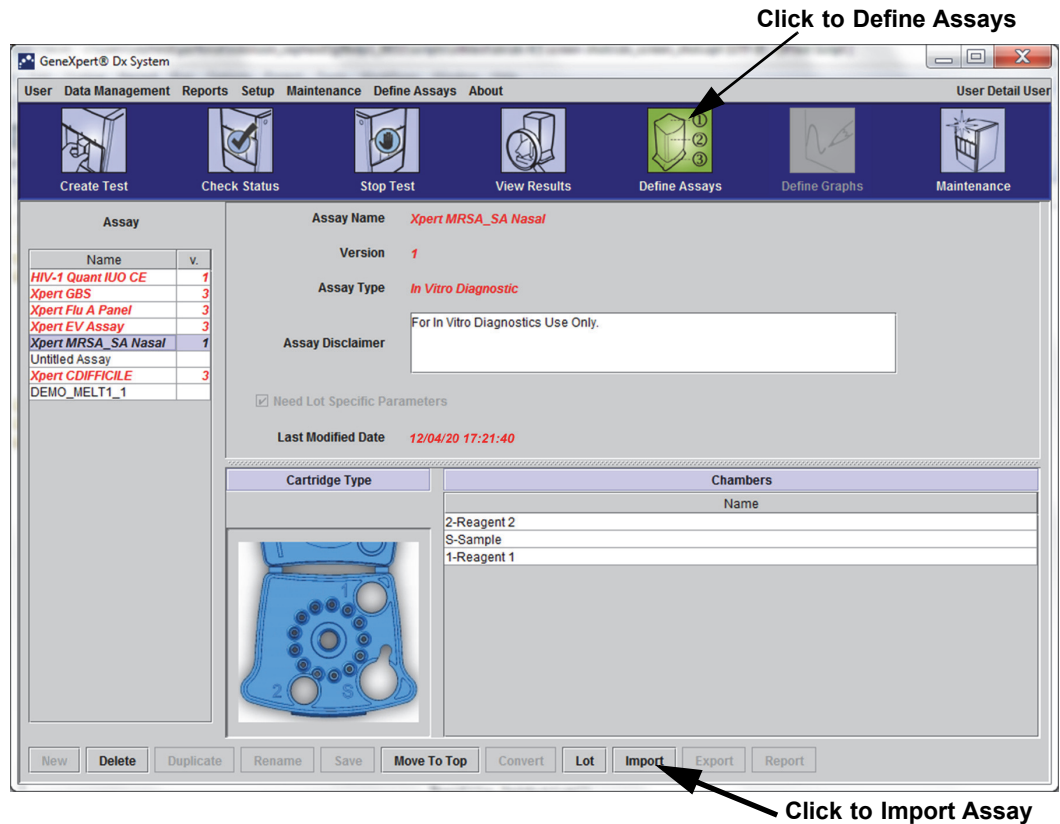 Click to Define Assays
GeneXpert® Dx System
User Data Management Reports Setup Maintenance Define Assays About User Detail User
Create Test Check Status Stop Test View Results Define Assays Define Graphs Maintenance
① ② ③
Assay
Name v.
HIV-1 Quant IUO CE 1
Xpert GBS 3
Xpert Flu A Panel 3
Xpert EV Assay 3
Xpert MRSA_SA Nasal 1
Untitled Assay
Xpert CDIFFICILE 3
DEMO_MELT1_1
Assay Name Xpert MRSA_SA Nasal
Version 1
Assay Type In Vitro Diagnostic
Assay Disclaimer For In Vitro Diagnostics Use Only.
Need Lot Specific Parameters
Last Modified Date 12/04/20 17:21:40
Cartridge Type
1
2 S
Chambers
Name
2-Reagent 2
S-Sample
1-Reagent 1
New Delete Duplicate Rename Save Move To Top Convert Lot Import Export Report
Click to Import Assay